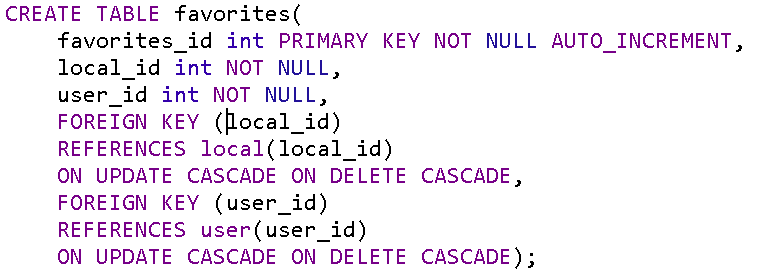 CREATE TABLE favorites(
    favorites_id int PRIMARY KEY NOT NULL AUTO_INCREMENT,
    local_id int NOT NULL,
    user_id int NOT NULL,
    FOREIGN KEY (local_id)
    REFERENCES local(local_id)
    ON UPDATE CASCADE ON DELETE CASCADE,
    FOREIGN KEY (user_id)
    REFERENCES user(user_id)
    ON UPDATE CASCADE ON DELETE CASCADE);